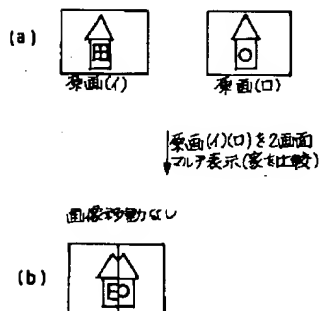 (a)
原画(イ) 原画(ロ)
原画(イ)(ロ)を2画面
マルチ表示(家を比較)
画像移動なし
(b)